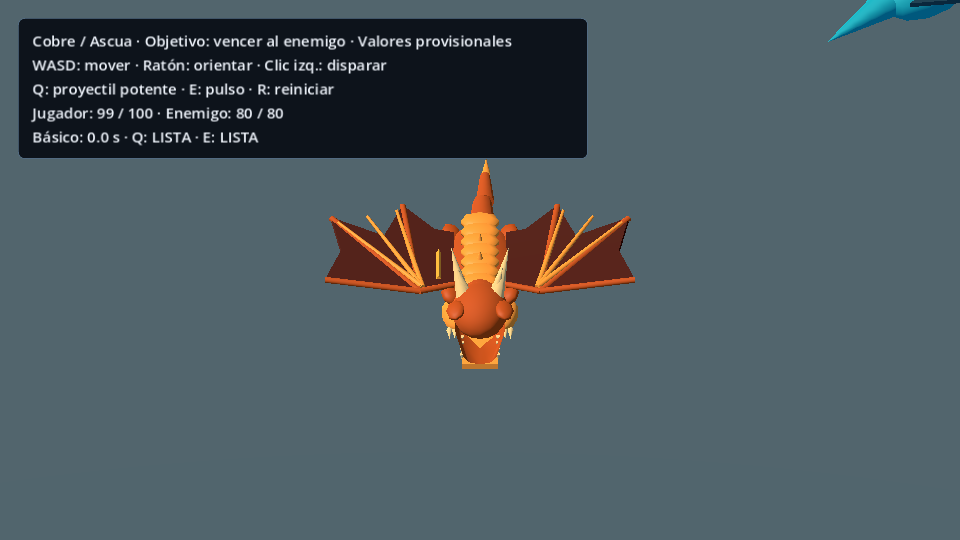 Cobre / Ascua · Objetivo: vencer al enemigo · Valores provisionales
WASD: mover · Ratón: orientar · Clic izq.: disparar
Q: proyectil potente · E: pulso · R: reiniciar
Jugador: 99 / 100 · Enemigo: 80 / 80
Básico: 0.0 s · Q: LISTA · E: LISTA